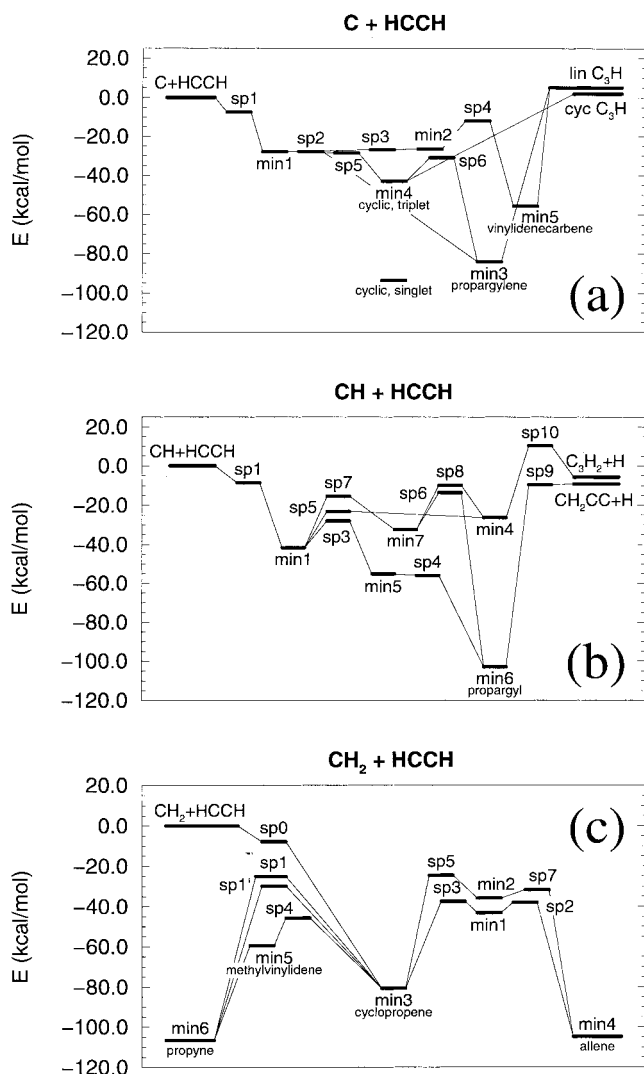 C + HCCH
20.0
0.0
−20.0
−40.0
−60.0
−80.0
−100.0
−120.0
E (kcal/mol)
C+HCCH
sp1
min1
sp2
sp3
sp5
min2
sp4
sp6
min4
cyclic, triplet
min5
vinylidenecarbene
min3
propargylene
cyclic, singlet
lin C₃H
cyc C₃H
(a)
CH + HCCH
20.0
0.0
−20.0
−40.0
−60.0
−80.0
−100.0
−120.0
E (kcal/mol)
CH+HCCH
sp1
min1
sp7
sp5
sp3
min7
min5
sp4
sp8
sp6
min4
min6
propargyl
sp10
sp9
C₃H₂+H
CH₂CC+H
(b)
CH₂ + HCCH
20.0
0.0
−20.0
−40.0
−60.0
−80.0
−100.0
−120.0
E (kcal/mol)
CH₂+HCCH
sp0
sp1
sp1'
sp4
min5
methylvinylidene
min6
propyne
min3
cyclopropene
sp5
sp3
min2
min1
sp7
sp2
min4
allene
(c)